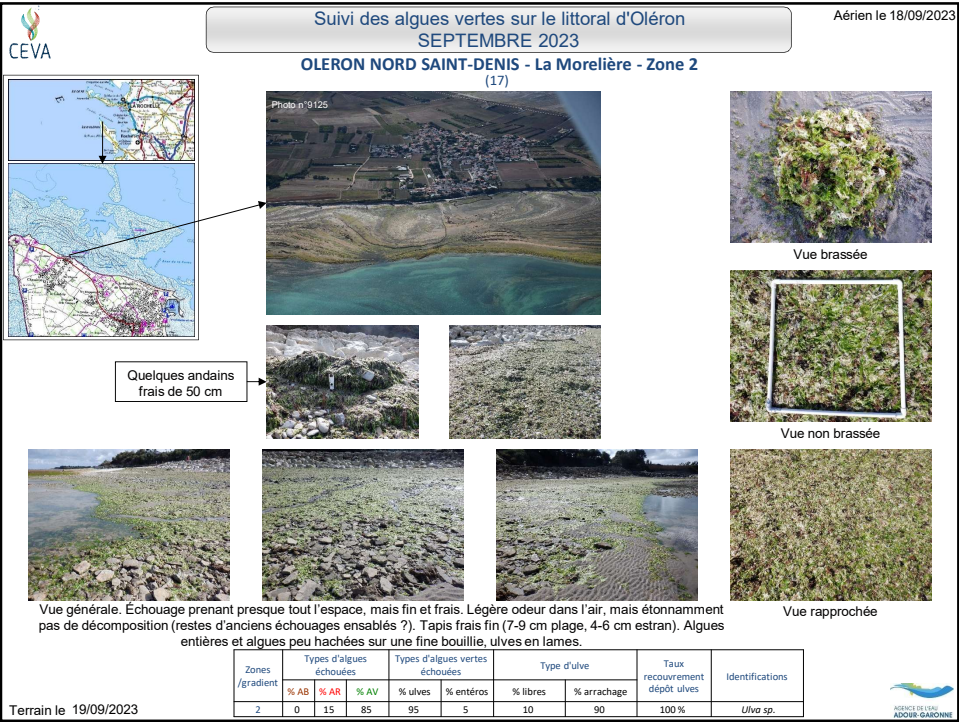 CEVA
Suivi des algues vertes sur le littoral d'Oléron
SEPTEMBRE 2023
Aérien le 18/09/2023
OLERON NORD SAINT-DENIS - La Morelière - Zone 2
(17)
Photo n°9125
LA ROCHELLE
Vue brassée
Quelques andains
frais de 50 cm
Vue non brassée
Vue générale. Échouage prenant presque tout l'espace, mais fin et frais. Légère odeur dans l'air, mais étonnamment
pas de décomposition (restes d'anciens échouages ensablés ?). Tapis frais fin (7-9 cm plage, 4-6 cm estran). Algues
entières et algues peu hachées sur une fine bouillie, ulves en lames.
Vue rapprochée
Zones /gradient Types d'algues échouées Types d'algues vertes échouées Type d'ulve Taux recouvrement dépôt ulves Identifications
% AB % AR % AV % ulves % entéros % libres % arrachage
2 0 15 85 95 5 10 90 100 % Ulva sp.
Terrain le 19/09/2023
AGENCE DE L'EAU
ADOUR-GARONNE